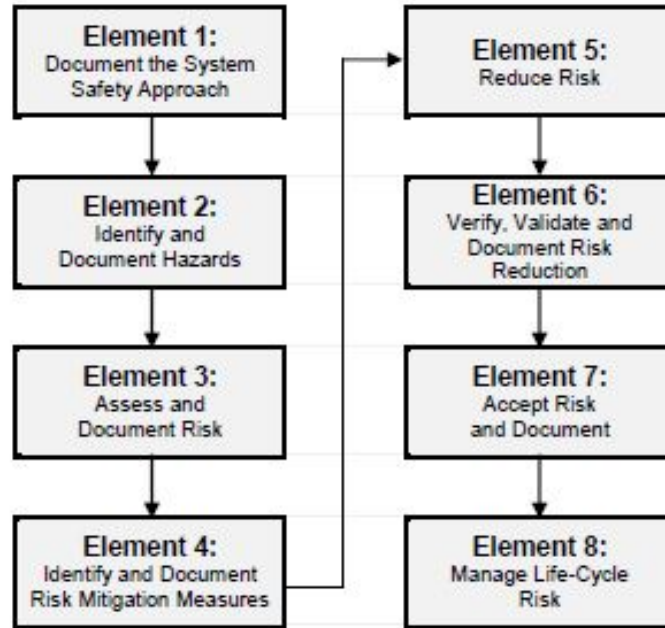 Element 1:
Document the System
Safety Approach
Element 2:
Identify and
Document Hazards
Element 3:
Assess and
Document Risk
Element 4:
Identify and Document
Risk Mitigation Measures
Element 5:
Reduce Risk
Element 6:
Verify, Validate and
Document Risk
Reduction
Element 7:
Accept Risk
and Document
Element 8:
Manage Life-Cycle
Risk